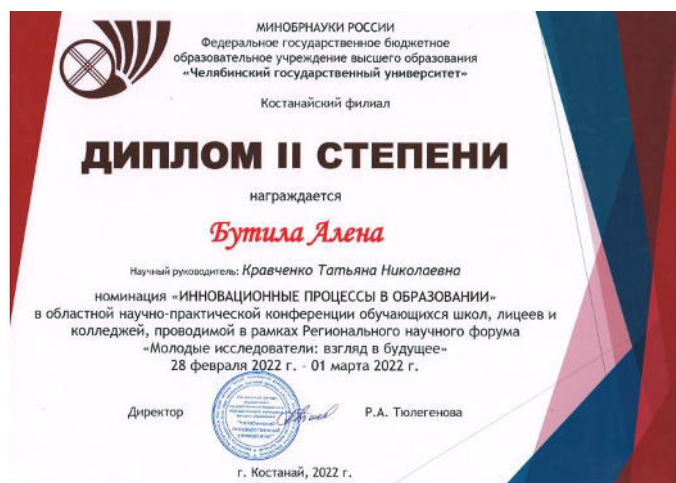 МИНОБРНАУКИ РОССИИ
Федеральное государственное бюджетное
образовательное учреждение высшего образования
«Челябинский государственный университет»
Костанайский филиал
ДИПЛОМ II СТЕПЕНИ
награждается
Бутила Алена
Научный руководитель: Кравченко Татьяна Николаевна
номинация «ИННОВАЦИОННЫЕ ПРОЦЕССЫ В ОБРАЗОВАНИИ»
в областной научно-практической конференции обучающихся школ, лицеев и
колледжей, проводимой в рамках Регионального научного форума
«Молодые исследователи: взгляд в будущее»
28 февраля 2022 г. - 01 марта 2022 г.
Директор
Р.А. Тюлегенова
г. Костанай, 2022 г.